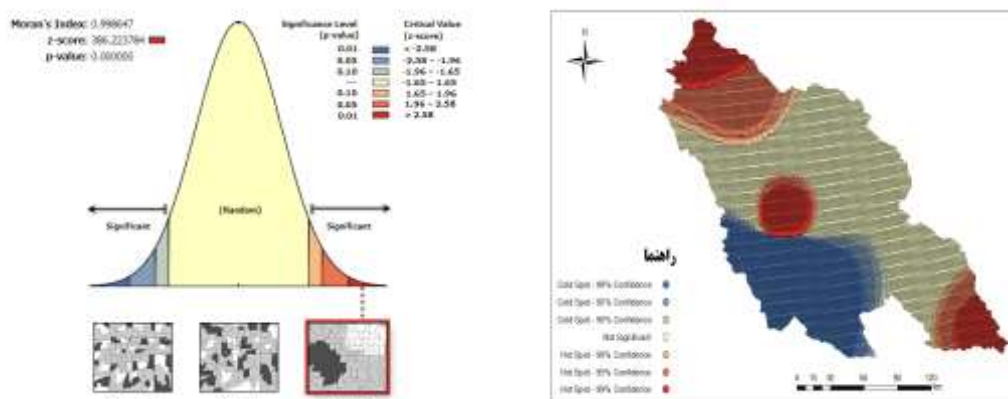 Moran's Index: 0.998647
z-score: 386.223784
p-value: 0.000000
Significance Level
(p-value)
Critical Value
(z-score)
0.01 < -2.58
0.05 -2.58 – -1.96
0.10 -1.96 – -1.65
— -1.65 – 1.65
0.10 1.65 – 1.96
0.05 1.96 – 2.58
0.01 > 2.58
(Random)
Significant
Significant
N
راهنما
Cold Spot - 99% Confidence
Cold Spot - 95% Confidence
Cold Spot - 90% Confidence
Not Significant
Hot Spot - 90% Confidence
Hot Spot - 95% Confidence
Hot Spot - 99% Confidence